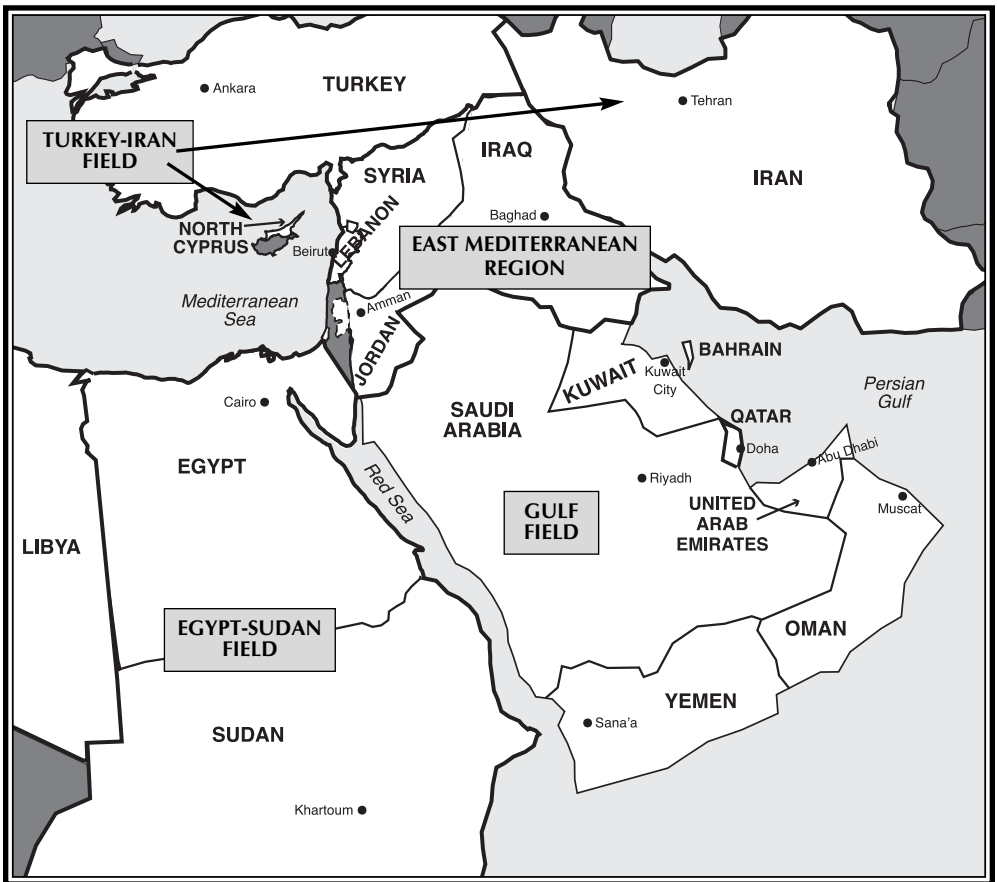 Ankara
TURKEY
Tehran
TURKEY-IRAN
FIELD
IRAQ
SYRIA
IRAN
NORTH
CYPRUS
LEBANON
Baghad
Beirut
EAST MEDITERRANEAN
REGION
Mediterranean
Sea
Amman
JORDAN
BAHRAIN
KUWAIT
Kuwait
City
Persian
Gulf
Cairo
SAUDI
ARABIA
QATAR
Doha
Abu Dhabi
EGYPT
Red Sea
Riyadh
UNITED
ARAB
EMIRATES
Muscat
GULF
FIELD
LIBYA
EGYPT-SUDAN
FIELD
OMAN
YEMEN
Sana'a
SUDAN
Khartoum